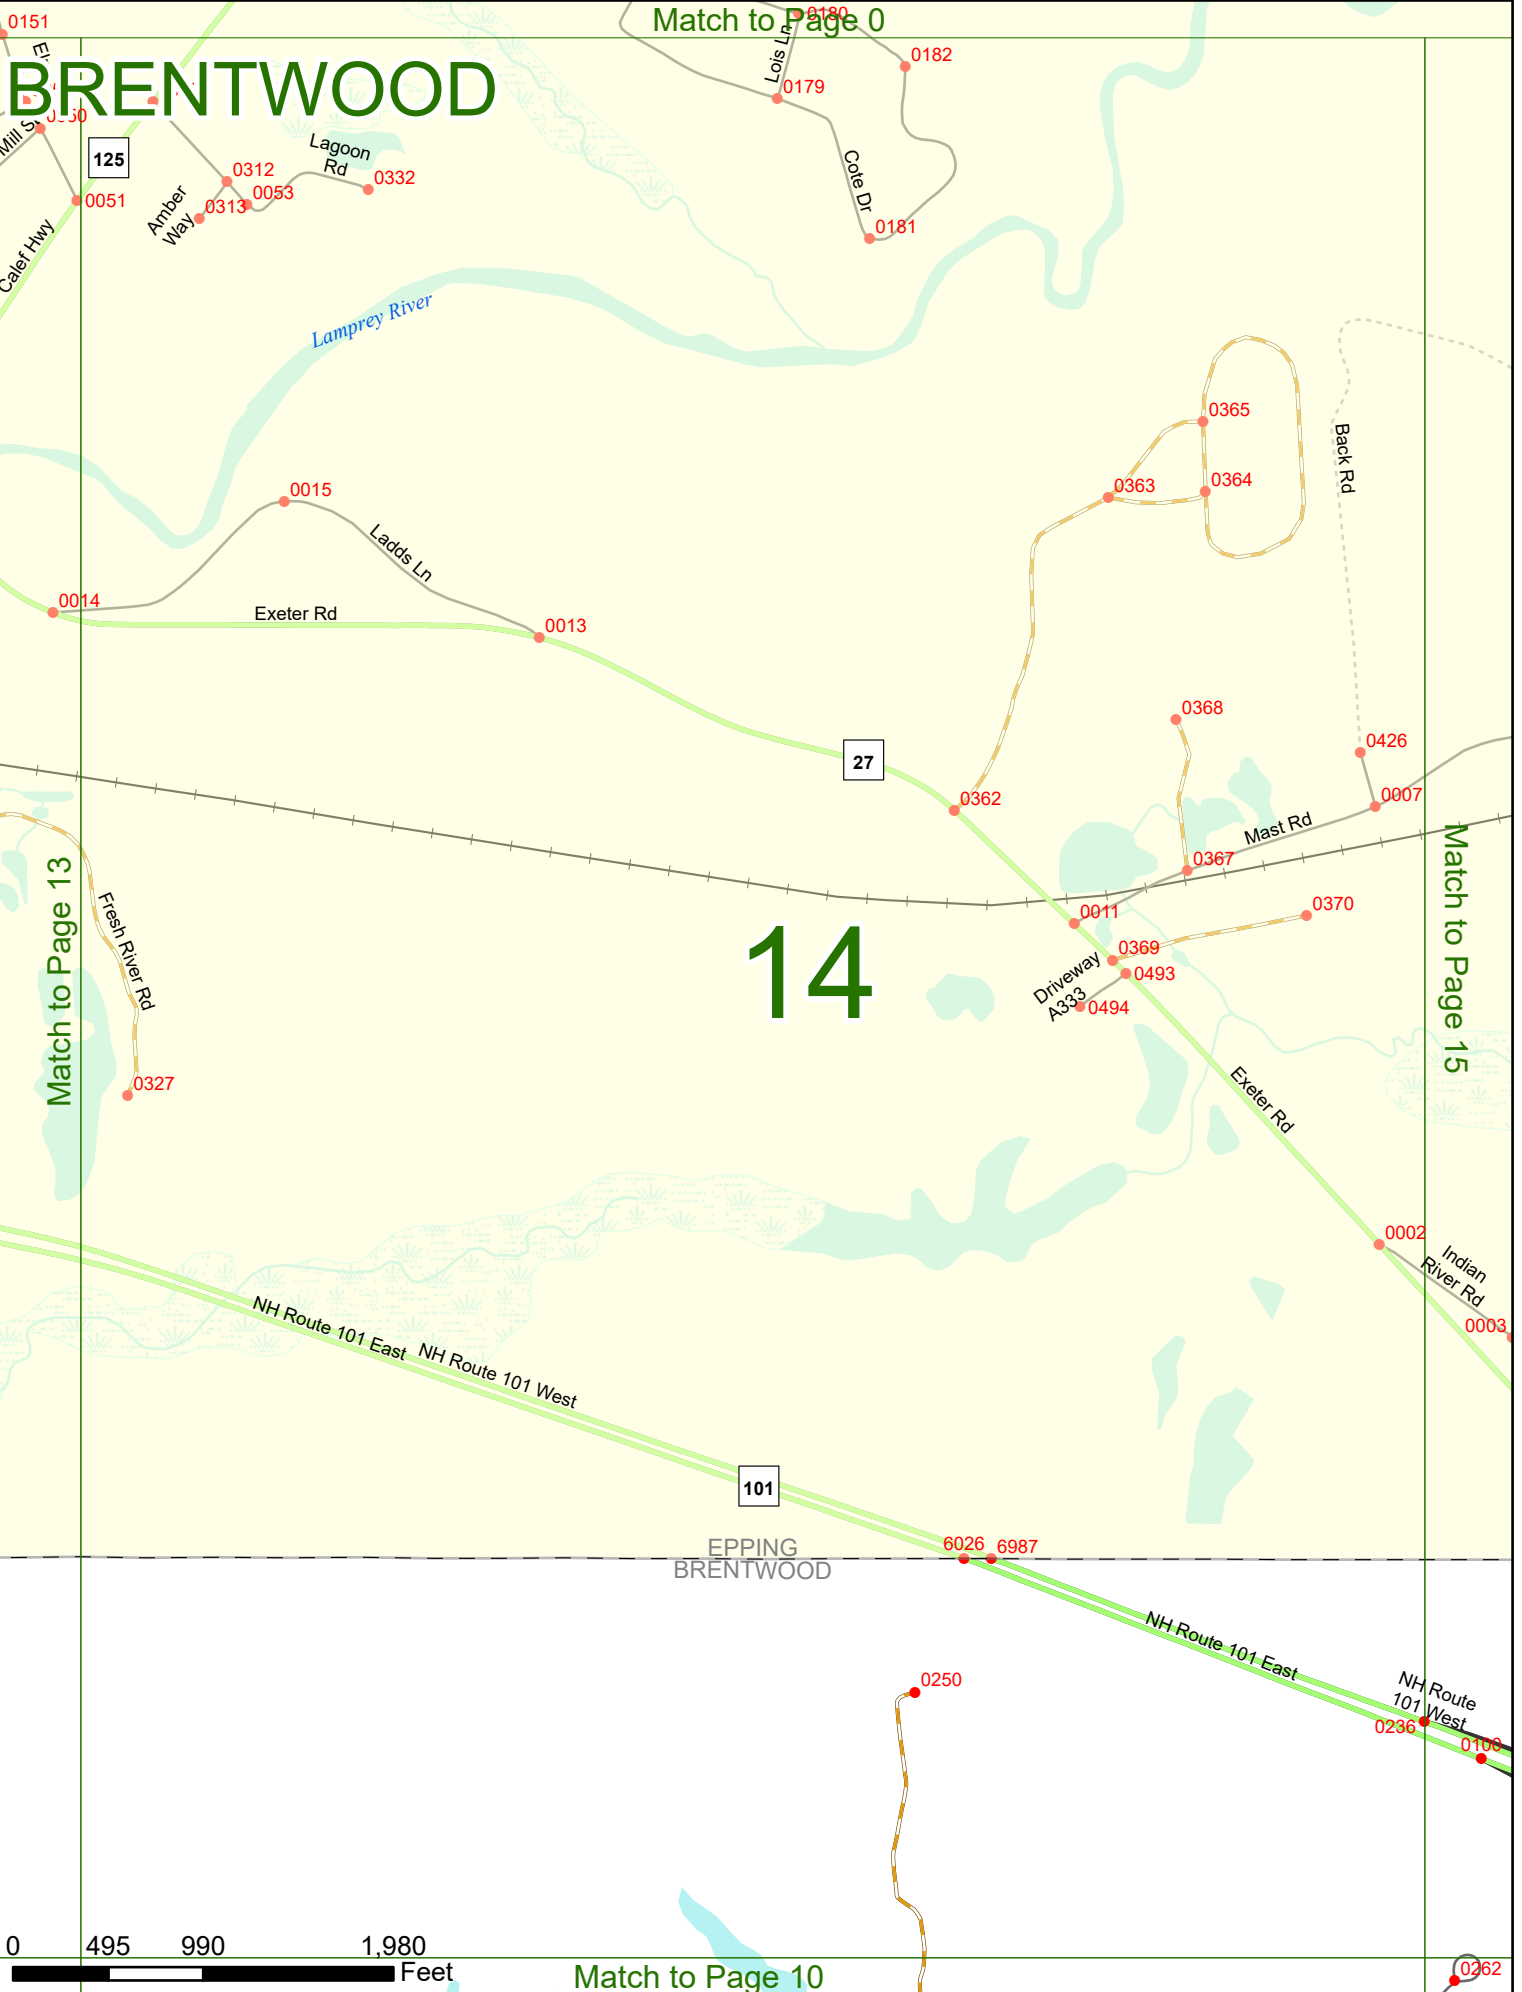 Match to Page 0
0151
0180
0182
BRENTWOOD
Lois Ln
0179
Mill St
125
Lagoon
Rd
0312
0332
0053
0051
Amber
Way
0313
Cote Dr
0181
Calef Hwy
Lamprey River
0365
Back Rd
0363
0364
0015
Ladds Ln
0014
Exeter Rd
0013
0368
0426
27
0362
0007
Mast Rd
0367
Match to Page 13
Match to Page 15
Fresh River Rd
14
0011
0370
0369
Driveway
A333
0493
0494
0327
Exeter Rd
0002
Indian
River Rd
0003
NH Route 101 East
NH Route 101 West
101
EPPING
BRENTWOOD
6026
6987
NH Route 101 East
0250
NH Route
101 West
0236
0100
0 495 990 1,980
Feet
Match to Page 10
0262